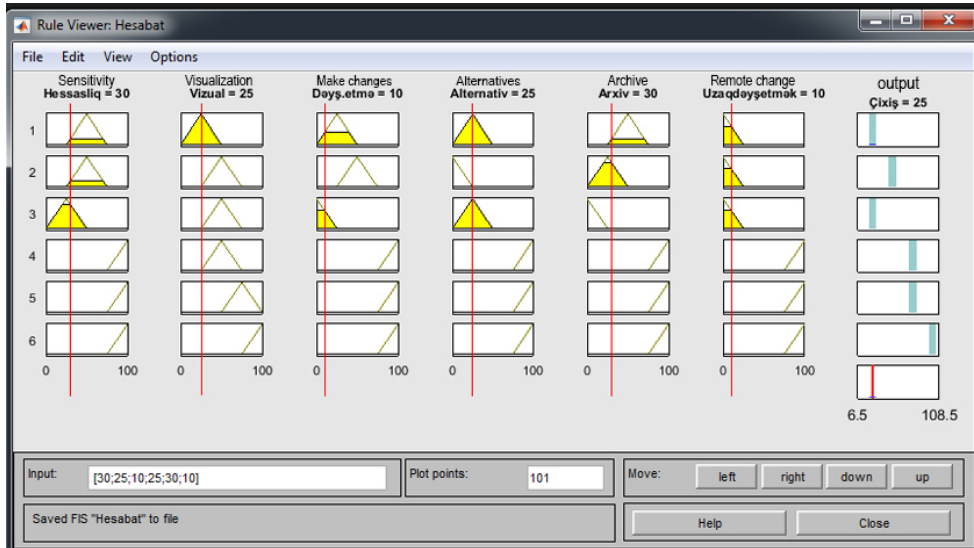 Rule Viewer: Hesabat
File Edit View Options
Sensitivity Visualization Make changes Alternatives Archive Remote change output
Hessasliq = 30 Vizual = 25 Dəyş.etmə = 10 Alternativ = 25 Arxiv = 30 Uzaqdəyşetmək = 10 Çixiş = 25
1
2
3
4
5
6
0 100 0 100 0 100 0 100 0 100 0 100
6.5 108.5
Input: [30;25;10;25;30;10] Plot points: 101 Move: left right down up
Saved FIS "Hesabat" to file Help Close